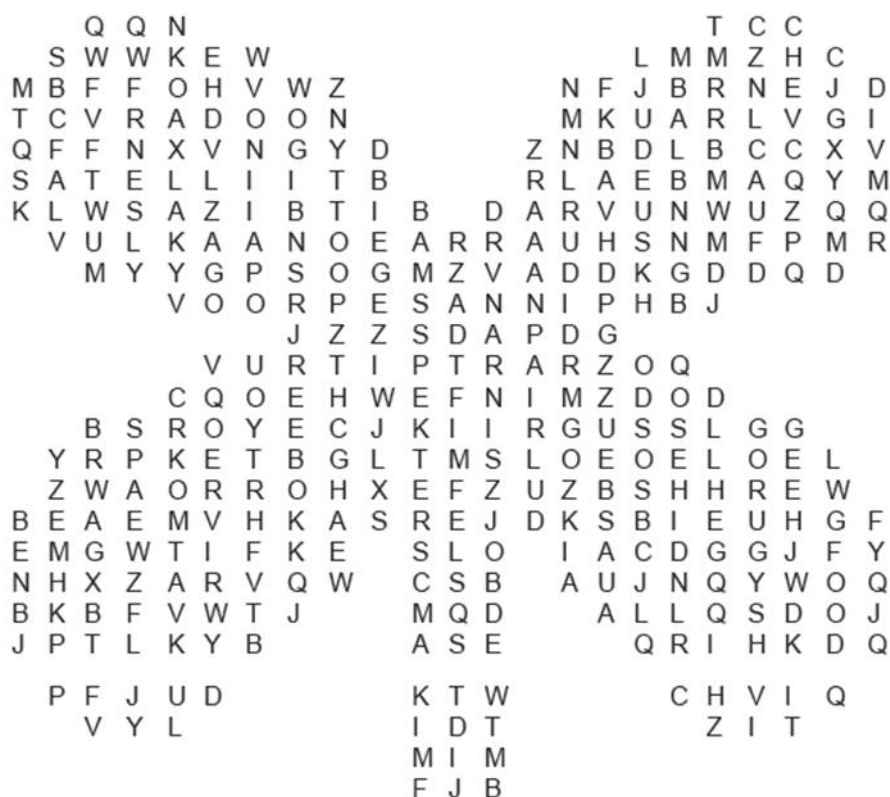 Q Q N T C C
S W W K E W L M M Z H C
M B F F O H V W Z N F J B R N E J D
T C V R A D O O N M K U A R L V G I
Q F F N X V N G Y D Z N B D L B C C X V
S A T E L L I I T B R L A E B M A Q Y M
K L W S A Z I B T I B D A R V U N W U Z Q Q
V U L K A A N O E A R R A U H S N M F P M R
M Y Y G P S O G M Z V A D D K G D D Q D
V O O R P E S A N N I P H B J
J Z Z S D A P D G
V U R T I P T R A R Z O Q
C Q O E H W E F N I M Z D O D
B S R O Y E C J K I I R G U S S L G G
Y R P K E T B G L T M S L O E O E L O E L
Z W A O R R O H X E F Z U Z B S H H R E W
B E A E M V H K A S R E J D K S B I E U H G F
E M G W T I F K E S L O I A C D G G J F Y
N H X Z A R V Q W C S B A U J N Q Y W O Q
B K B F V W T J M Q D A L L Q S D O J
J P T L K Y B A S E Q R I H K D Q
P F J U D K T W C H V I Q
V Y L I D T Z I T
M I M
F J B